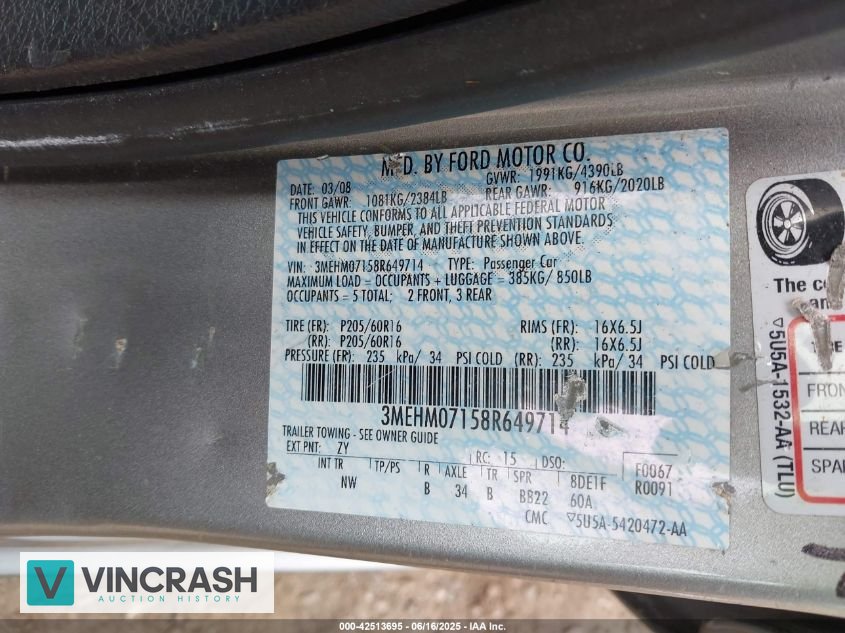 MFD. BY FORD MOTOR CO.
DATE: 03/08 GVWR: 1991KG/4390LB
FRONT GAWR: 1081KG/2384LB REAR GAWR: 916KG/2020LB
THIS VEHICLE CONFORMS TO ALL APPLICABLE FEDERAL MOTOR
VEHICLE SAFETY, BUMPER, AND THEFT PREVENTION STANDARDS
IN EFFECT ON THE DATE OF MANUFACTURE SHOWN ABOVE.
VIN: 3MEHM07158R649714 TYPE: Passenger Car
MAXIMUM LOAD = OCCUPANTS + LUGGAGE = 385KG/ 850LB
OCCUPANTS = 5 TOTAL: 2 FRONT, 3 REAR
TIRE (FR): P205/60R16 RIMS (FR): 16X6.5J
(RR): P205/60R16 (RR): 16X6.5J
PRESSURE (FR): 235 kPa/ 34 PSI COLD (RR): 235 kPa/ 34 PSI COLD
3MEHM07158R649714
TRAILER TOWING - SEE OWNER GUIDE
EXT PNT: ZY RC: 15 DSO: F0067
INT TR TP/PS R AXLE TR SPR 8DE1F R0091
NW B 34 B BB22 60A
CMC ▽5U5A-5420472-AA
The
an
▽5U5A-1532-AA (TLU)
FRON
REAR
SPAR
VINCRASH
AUCTION HISTORY
000-42513695 06/16/2025 - IAA Inc.